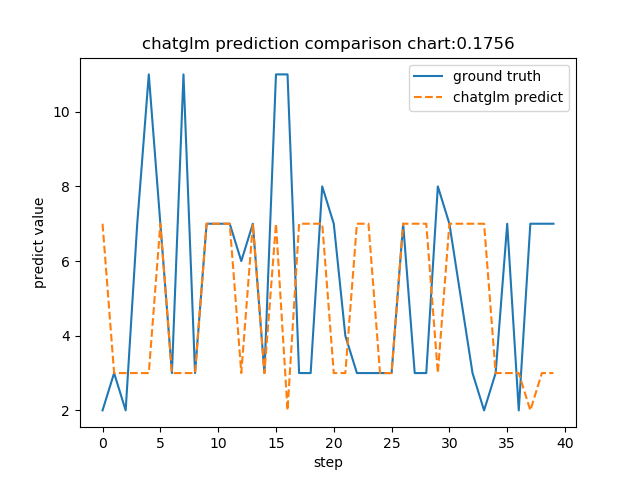 chatglm prediction comparison chart:0.1756
ground truth
chatglm predict
predict value
10
8
6
4
2
0 5 10 15 20 25 30 35 40
step